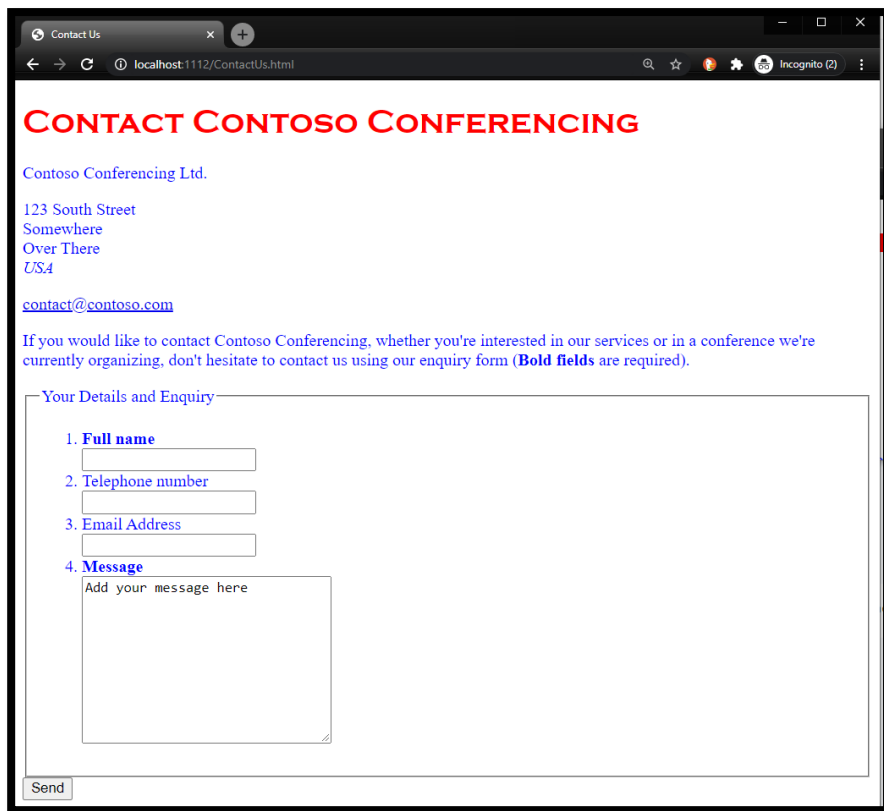 Contact Us
localhost:1112/ContactUs.html
Incognito (2)
Contact Contoso Conferencing
Contoso Conferencing Ltd.
123 South Street
Somewhere
Over There
USA
contact@contoso.com
If you would like to contact Contoso Conferencing, whether you're interested in our services or in a conference we're
currently organizing, don't hesitate to contact us using our enquiry form (Bold fields are required).
Your Details and Enquiry
1. Full name
2. Telephone number
3. Email Address
4. Message
Add your message here
Send